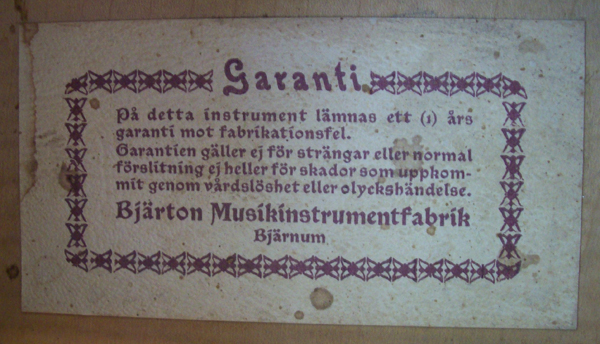 Garanti
På detta instrument lämnas ett (1) års
garanti mot fabrikationsfel.
Garantien gäller ej för strängar eller normal
förslitning ej heller för skador som uppkom-
mit genom vårdslöshet eller olyckshändelse.
Bjärton Musikinstrumentfabrik
Bjärnum